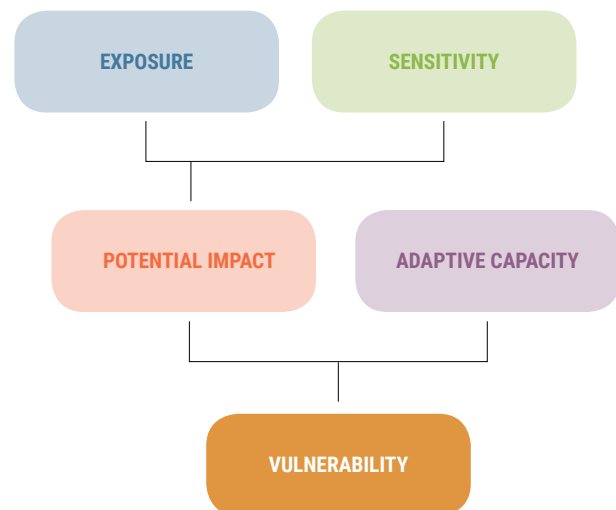 EXPOSURE
SENSITIVITY
POTENTIAL IMPACT
ADAPTIVE CAPACITY
VULNERABILITY